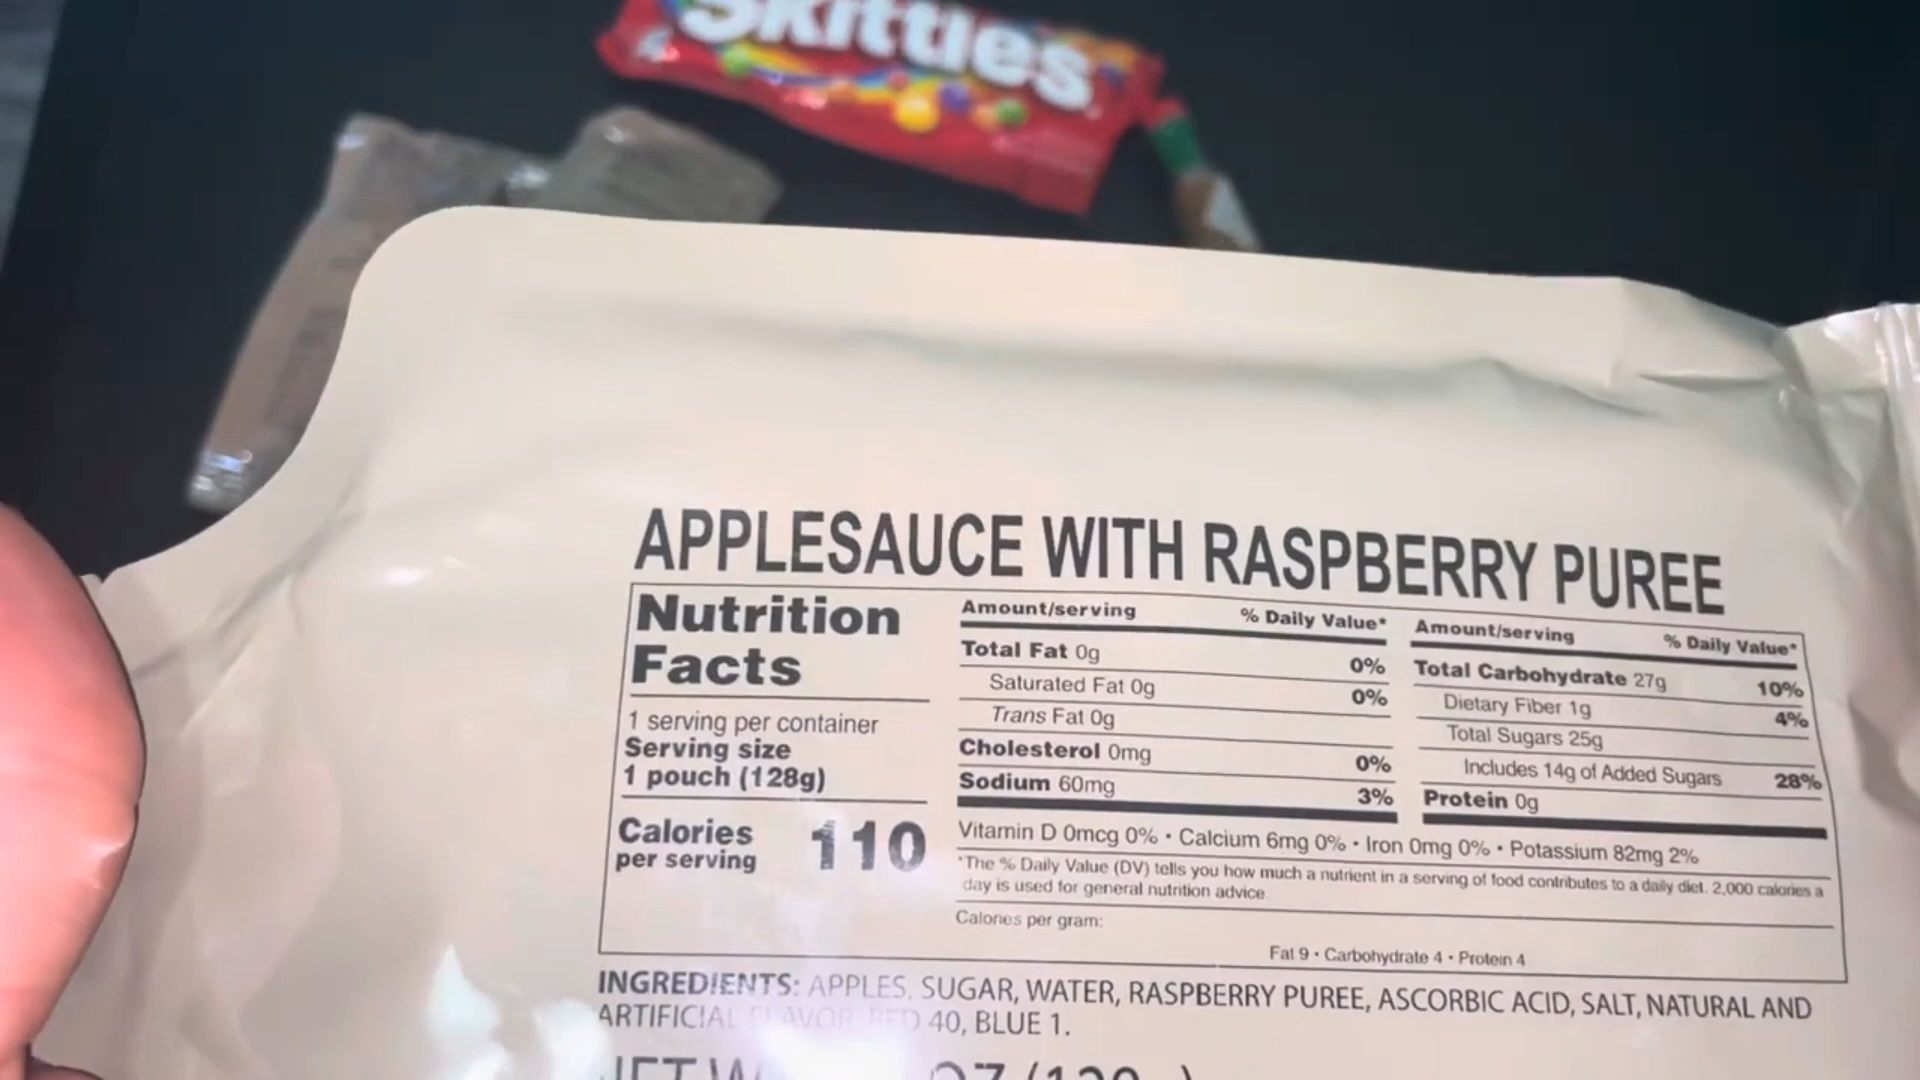 Skittles
APPLESAUCE WITH RASPBERRY PUREE
Nutrition
Facts
1 serving per container
Serving size
1 pouch (128g)
Calories
per serving
110
Amount/serving % Daily Value*
Total Fat 0g 0%
Saturated Fat 0g 0%
Trans Fat 0g
Cholesterol 0mg 0%
Sodium 60mg 3%
Amount/serving % Daily Value*
Total Carbohydrate 27g 10%
Dietary Fiber 1g 4%
Total Sugars 25g
Includes 14g of Added Sugars 28%
Protein 0g
Vitamin D 0mcg 0% • Calcium 6mg 0% • Iron 0mg 0% • Potassium 82mg 2%
*The % Daily Value (DV) tells you how much a nutrient in a serving of food contributes to a daily diet. 2,000 calories a
day is used for general nutrition advice.
Calories per gram:
Fat 9 • Carbohydrate 4 • Protein 4
INGREDIENTS: APPLES, SUGAR, WATER, RASPBERRY PUREE, ASCORBIC ACID, SALT, NATURAL AND
ARTIFICIAL FLAVOR, RED 40, BLUE 1.